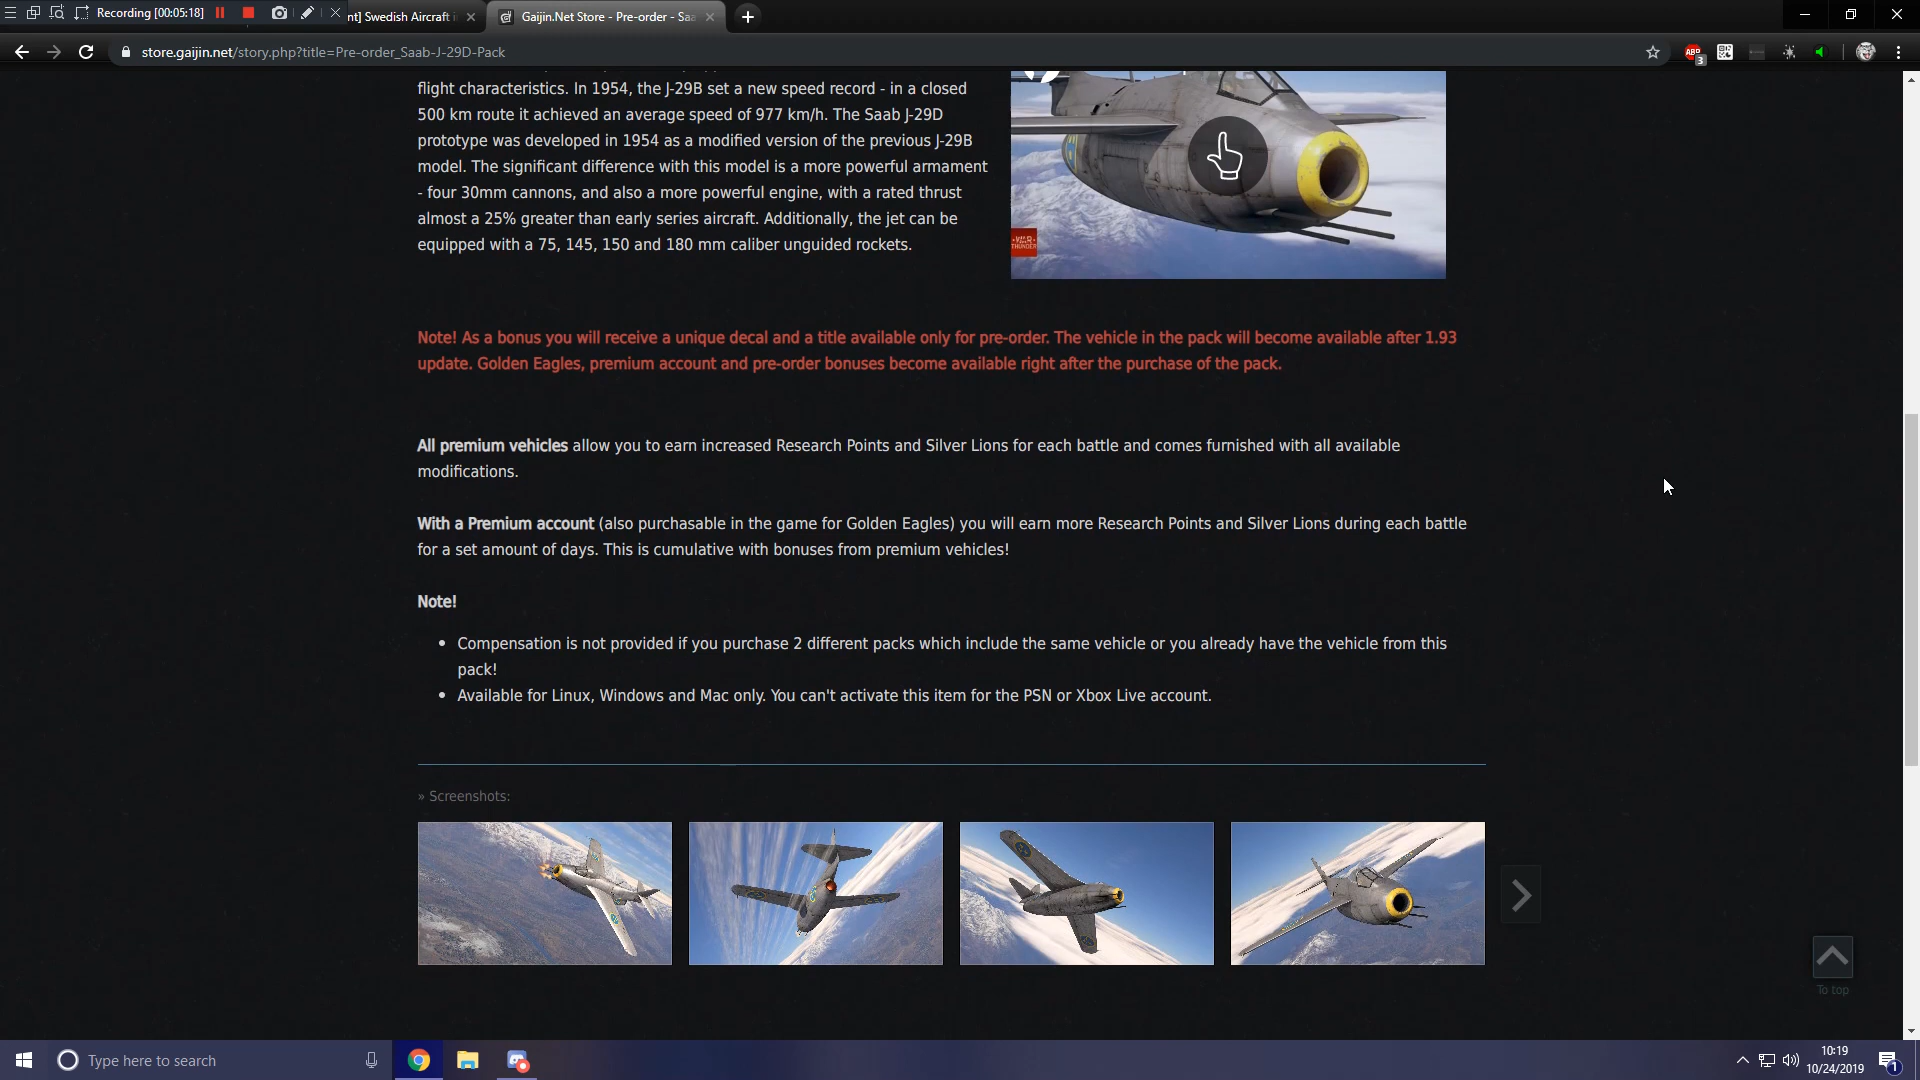 Recording [00:05:18]
nt] Swedish Aircraft i
Gaijin.Net Store - Pre-order - Saa
store.gaijin.net/story.php?title=Pre-order_Saab-J-29D-Pack
ABP
3
flight characteristics. In 1954, the J-29B set a new speed record - in a closed
500 km route it achieved an average speed of 977 km/h. The Saab J-29D
prototype was developed in 1954 as a modified version of the previous J-29B
model. The significant difference with this model is a more powerful armament
- four 30mm cannons, and also a more powerful engine, with a rated thrust
almost a 25% greater than early series aircraft. Additionally, the jet can be
equipped with a 75, 145, 150 and 180 mm caliber unguided rockets.
WAR
THUNDER
Note! As a bonus you will receive a unique decal and a title available only for pre-order. The vehicle in the pack will become available after 1.93
update. Golden Eagles, premium account and pre-order bonuses become available right after the purchase of the pack.
All premium vehicles allow you to earn increased Research Points and Silver Lions for each battle and comes furnished with all available
modifications.
With a Premium account (also purchasable in the game for Golden Eagles) you will earn more Research Points and Silver Lions during each battle
for a set amount of days. This is cumulative with bonuses from premium vehicles!
Note!
• Compensation is not provided if you purchase 2 different packs which include the same vehicle or you already have the vehicle from this
pack!
• Available for Linux, Windows and Mac only. You can't activate this item for the PSN or Xbox Live account.
» Screenshots:
To top
Type here to search
10:19
10/24/2019
1